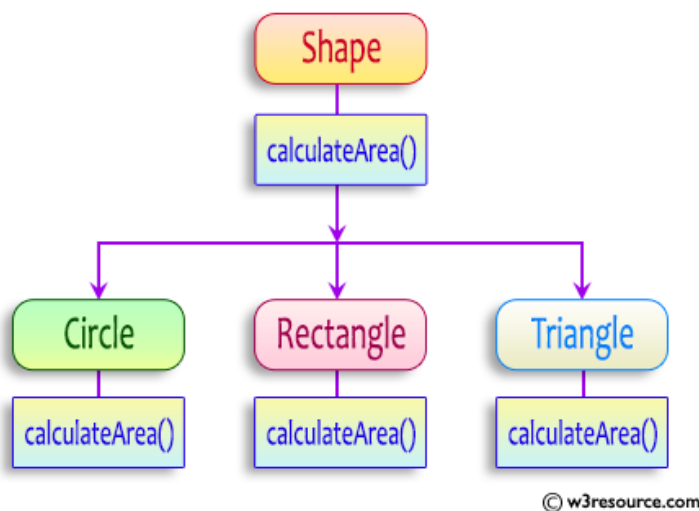 Shape
calculateArea()
Circle
Rectangle
Triangle
calculateArea()
calculateArea()
calculateArea()
© w3resource.com